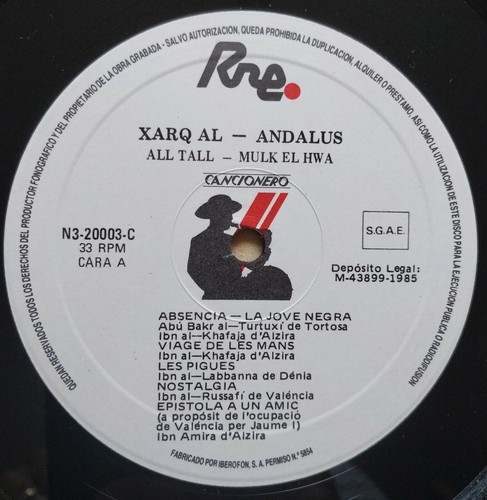 QUEDAN RESERVADOS TODOS LOS DERECHOS DEL PRODUCTOR FONOGRAFICO Y DEL PROPIETARIO DE LA OBRA GRABADA - SALVO AUTORIZACION, QUEDA PROHIBIDA LA DUPLICACION, ALQUILER O PRESTAMO, ASI COMO LA UTILIZACION DE ESTE DISCO PARA LA EJECUCION PUBLICA O RADIODIFUSION
Rne.
XARQ AL — ANDALUS
ALL TALL — MULK EL HWA
CANCIONERO
N3-20003-C
33 RPM
CARA A
S.G.A.E.
Depósito Legal:
M-43899-1985
ABSENCIA — LA JOVE NEGRA
Abú Bakr al—Turtuxí de Tortosa
Ibn al—Khafaja d'Alzira
VIAGE DE LES MANS
Ibn al—Khafaja d'Alzira
LES PIGUES
Ibn al—Labbanna de Dénia
NOSTALGIA
Ibn al—Russafí de Valéncia
EPISTOLA A UN AMIC
(a propósit de l'ocupació
de Valéncia per Jaume I)
Ibn Amira d'Alzira
FABRICADO POR IBEROFON, S. A. PERMISO N.º 5854